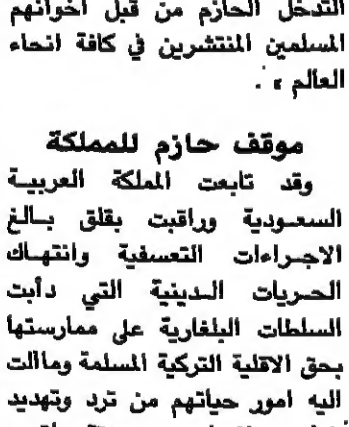 التدخل الحازم من قبل اخوانهم
المسلمين المنتشرين في كافة انحاء
العالم » .
موقف حازم للمملكة
وقد تابعت المملكة العربية
السعودية وراقبت بقلق بالغ
الاجراءات التعسفية وانتهاك
الحريات الدينية التي دأبت
السلطات البلغارية على ممارستها
بحق الاقلية التركية المسلمة وماآلت
اليه امور حياتهم من ترد وتهديد